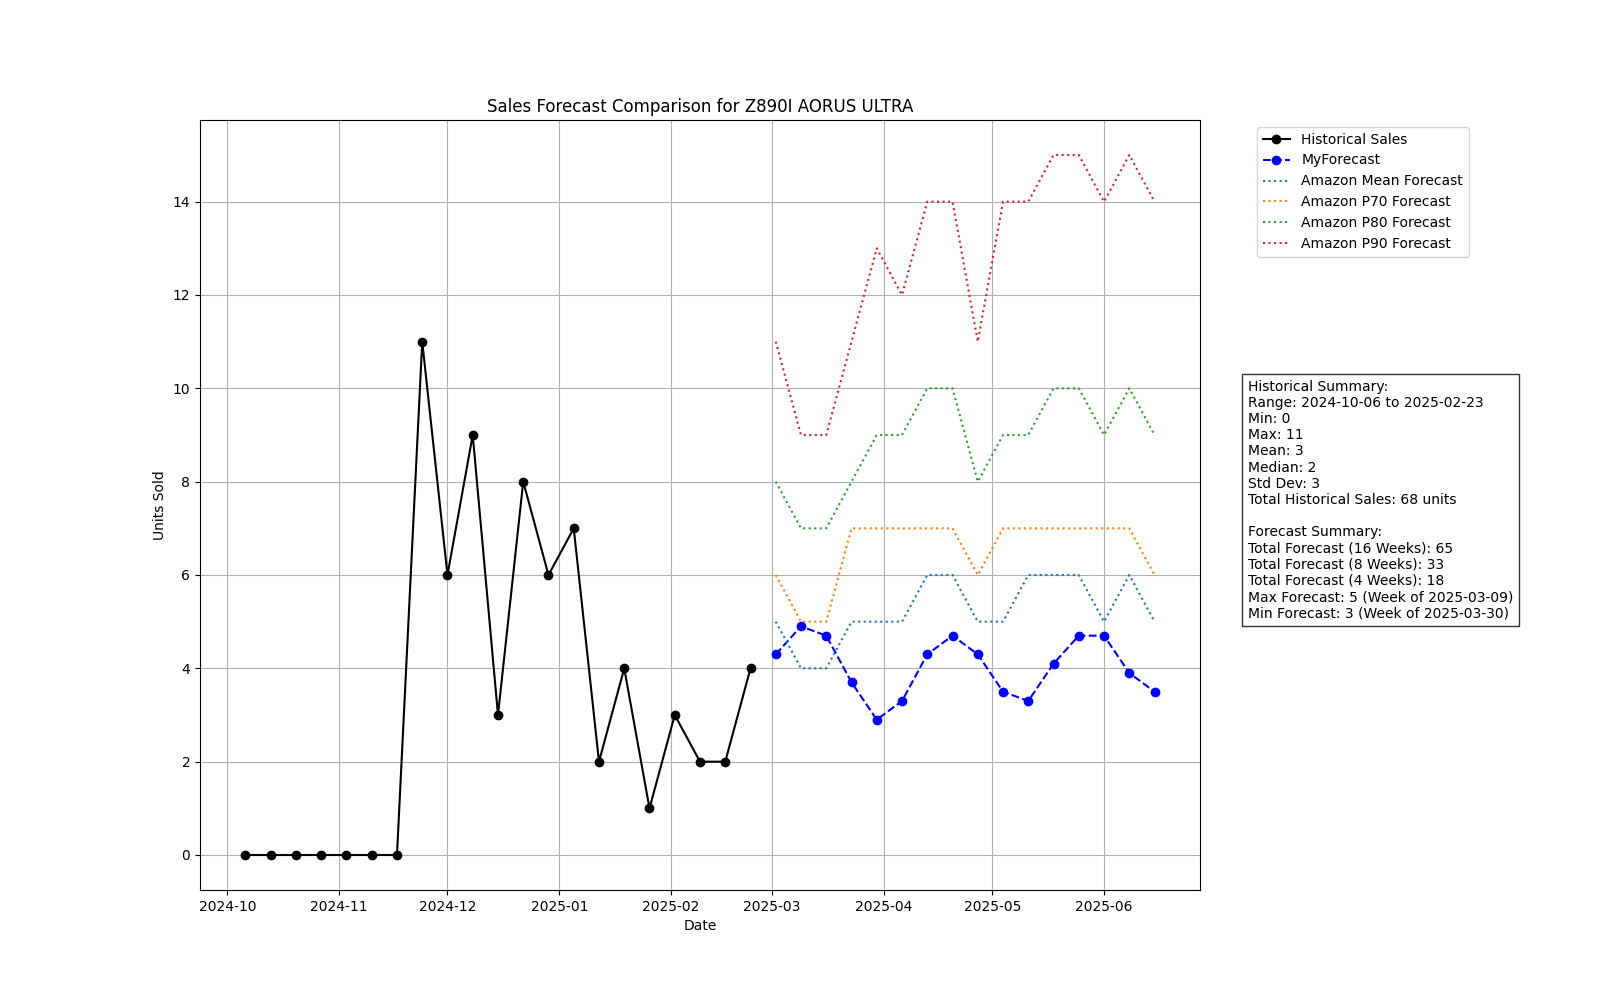 Sales Forecast Comparison for Z890I AORUS ULTRA
Units Sold
14
12
10
8
6
4
2
0
2024-10
2024-11
2024-12
2025-01
2025-02
2025-03
2025-04
2025-05
2025-06
Date
Historical Sales
MyForecast
Amazon Mean Forecast
Amazon P70 Forecast
Amazon P80 Forecast
Amazon P90 Forecast
Historical Summary:
Range: 2024-10-06 to 2025-02-23
Min: 0
Max: 11
Mean: 3
Median: 2
Std Dev: 3
Total Historical Sales: 68 units
Forecast Summary:
Total Forecast (16 Weeks): 65
Total Forecast (8 Weeks): 33
Total Forecast (4 Weeks): 18
Max Forecast: 5 (Week of 2025-03-09)
Min Forecast: 3 (Week of 2025-03-30)